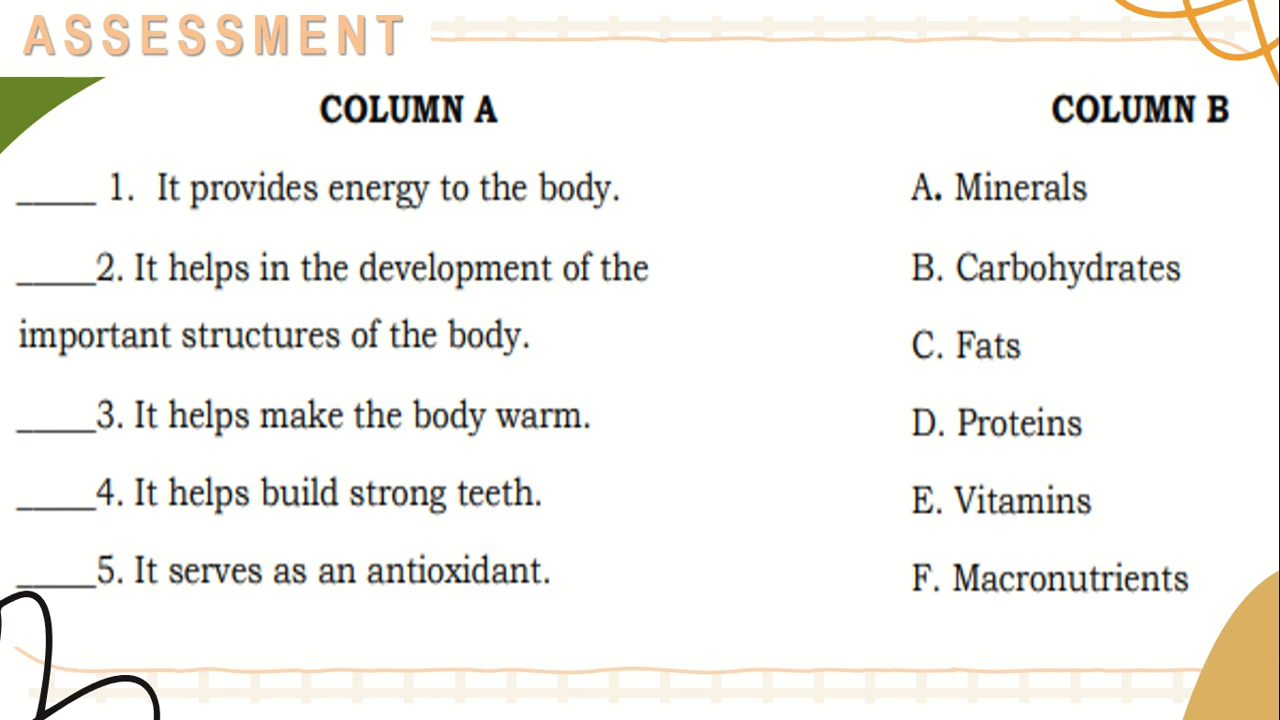 ASSESSMENT
COLUMN A
_____ 1. It provides energy to the body.
_____2. It helps in the development of the
important structures of the body.
_____3. It helps make the body warm.
_____4. It helps build strong teeth.
_____5. It serves as an antioxidant.
COLUMN B
A. Minerals
B. Carbohydrates
C. Fats
D. Proteins
E. Vitamins
F. Macronutrients